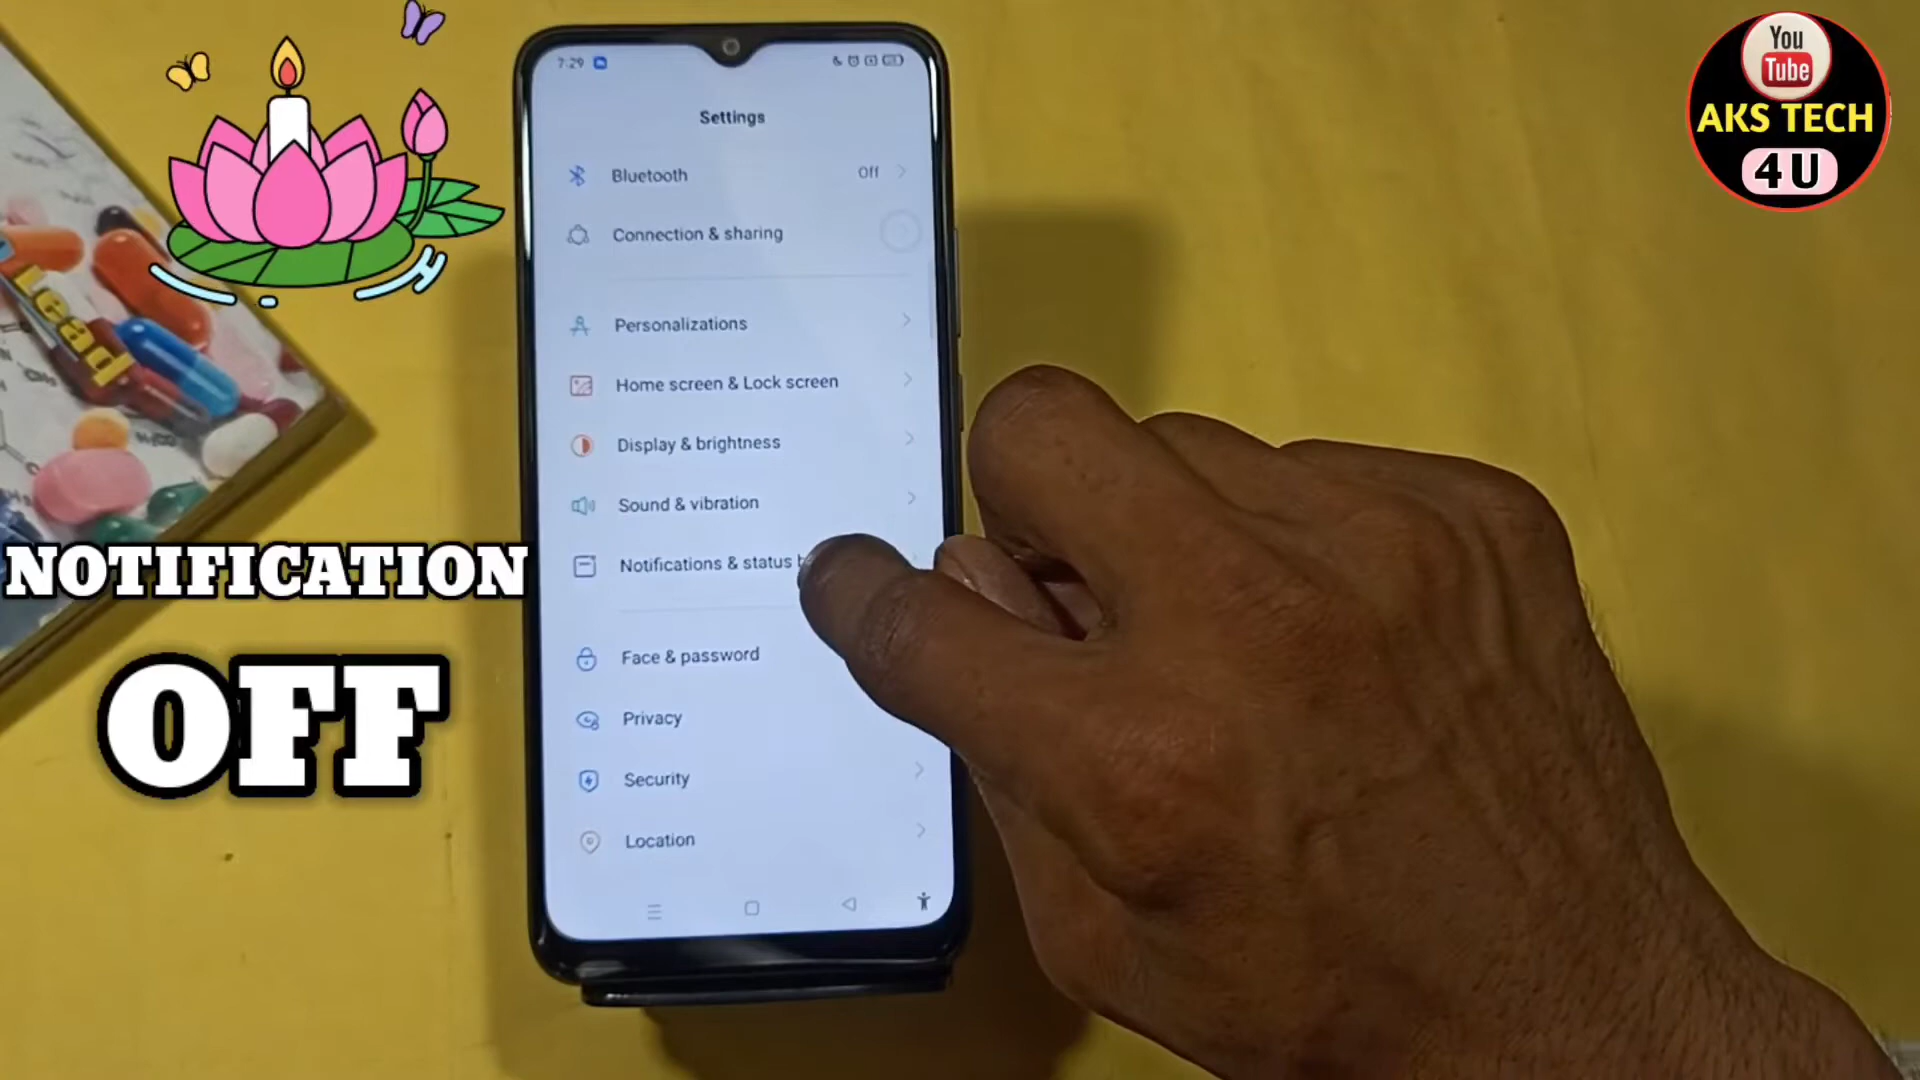 You
Tube
AKS TECH
4U
7:29
Settings
Bluetooth
Off
Connection & sharing
Personalizations
Home screen & Lock screen
Display & brightness
Sound & vibration
Notifications & status
Face & password
Privacy
Security
Location
Lead
NOTIFICATION
OFF